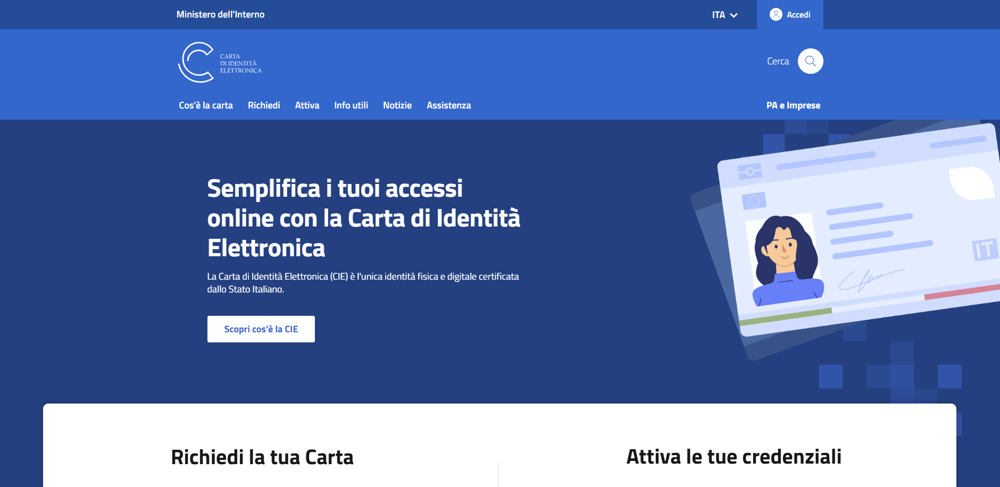 Ministero dell'Interno
ITA
Accedi
CARTA
DI IDENTITÀ
ELETTRONICA
Cerca
Cos’è la carta
Richiedi
Attiva
Info utili
Notizie
Assistenza
PA e Imprese
Semplifica i tuoi accessi
online con la Carta di Identità
Elettronica
La Carta di Identità Elettronica (CIE) è l'unica identità fisica e digitale certificata
dallo Stato Italiano.
Scopri cos'è la CIE
IT
Richiedi la tua Carta
Attiva le tue credenziali